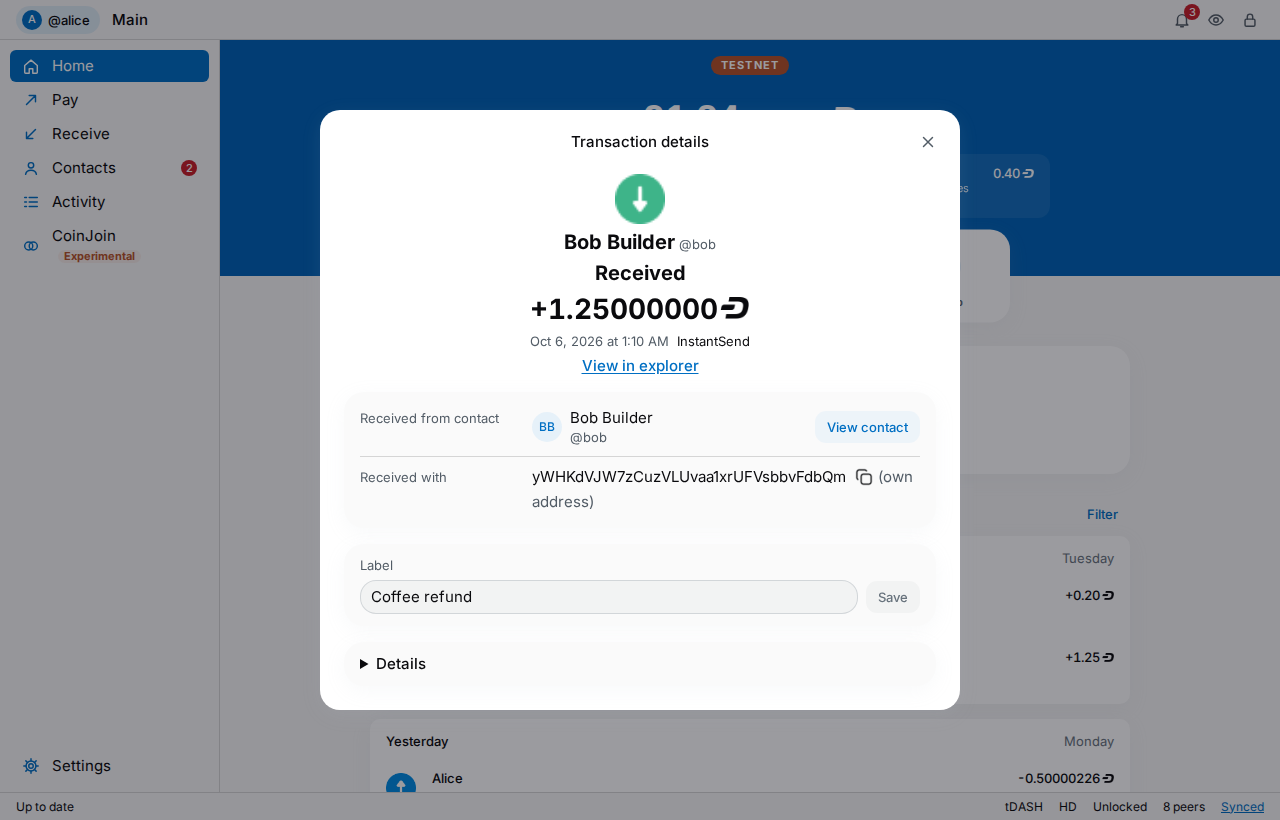 A @alice Main 3
TESTNET
Home
Pay
Receive
Contacts 2
Activity
CoinJoin
Experimental
Settings
0.40
Transaction details
Bob Builder @bob
Received
+1.25000000
Oct 6, 2026 at 1:10 AM InstantSend
View in explorer
Received from contact BB Bob Builder View contact
@bob
Received with yWHKdVJW7zCuzVLUvaa1xrUFVsbbvFdbQm (own
address)
Label
Coffee refund Save
Details
Filter
Tuesday
+0.20
+1.25
Yesterday Monday
Alice -0.50000226
Up to date tDASH HD Unlocked 8 peers Synced